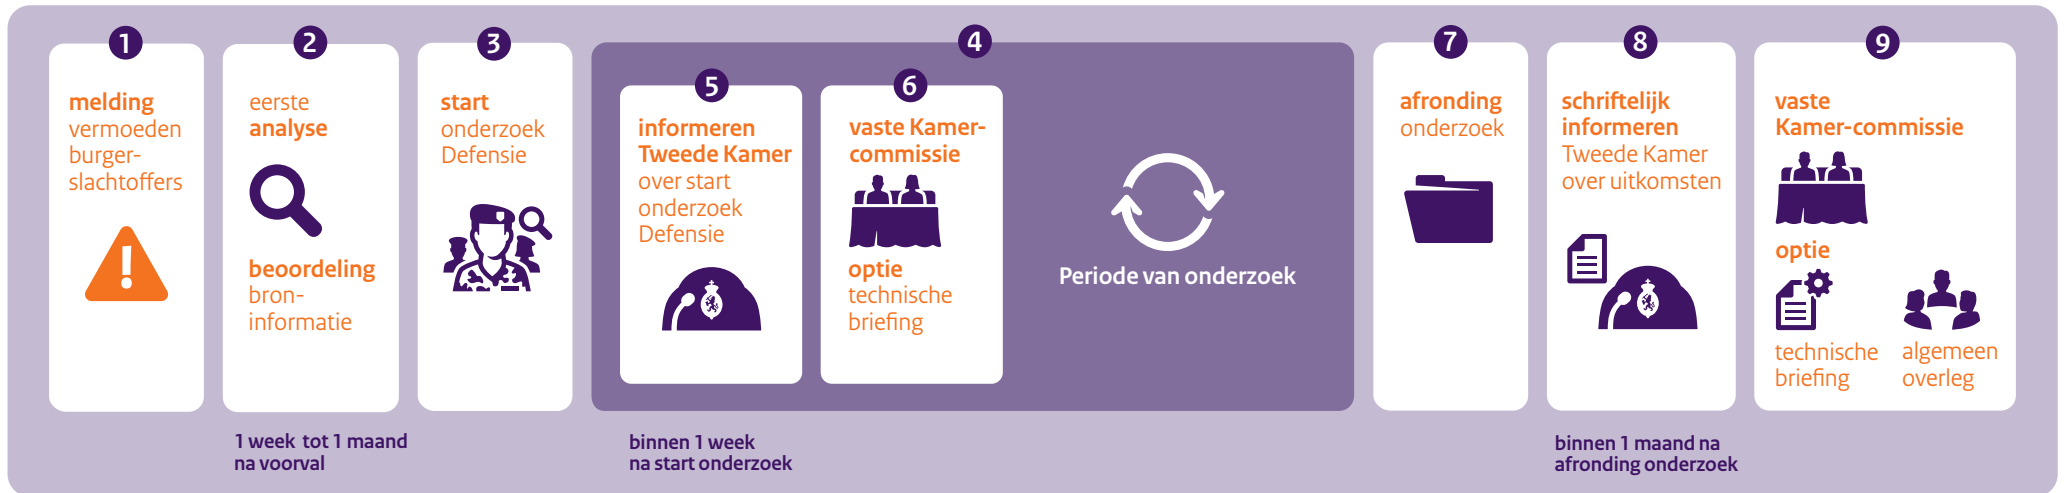 1
melding
vermoeden
burger-
slachtoffers
2
eerste
analyse
beoordeling
bron-
informatie
1 week tot 1 maand
na voorval
3
start
onderzoek
Defensie
4
5
informeren
Tweede Kamer
over start
onderzoek
Defensie
binnen 1 week
na start onderzoek
6
vaste Kamer-
commissie
optie
technische
briefing
Periode van onderzoek
7
afronding
onderzoek
8
schriftelijk
informeren
Tweede Kamer
over uitkomsten
binnen 1 maand na
afronding onderzoek
9
vaste
Kamer-commissie
optie
technische
briefing
algemeen
overleg